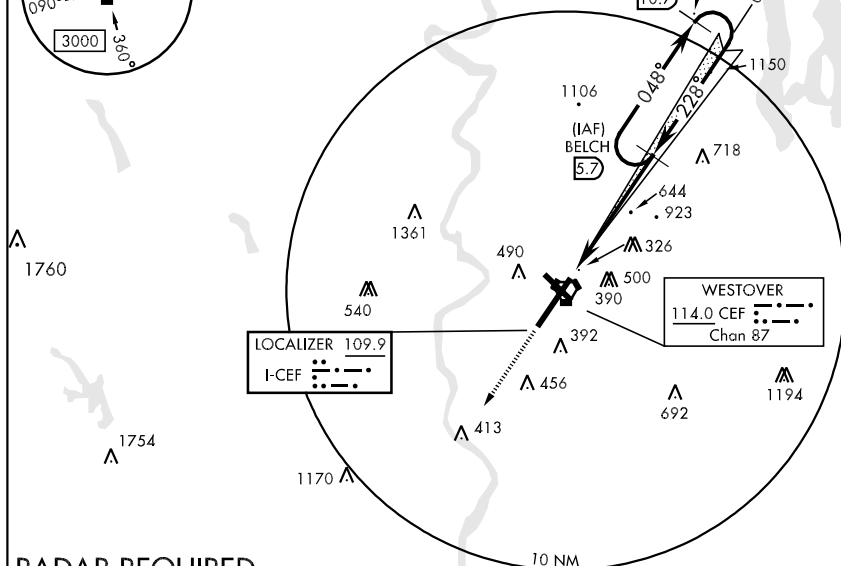 090°
3000
360°
10.7
048°
228°
1150
1106
(IAF)
BELCH
5.7
718
644
923
1361
326
490
1760
500
390
540
WESTOVER
114.0 CEF
Chan 87
LOCALIZER 109.9
I-CEF
392
456
692
1194
413
1754
1170
10 NM
RADAR REQUIRED